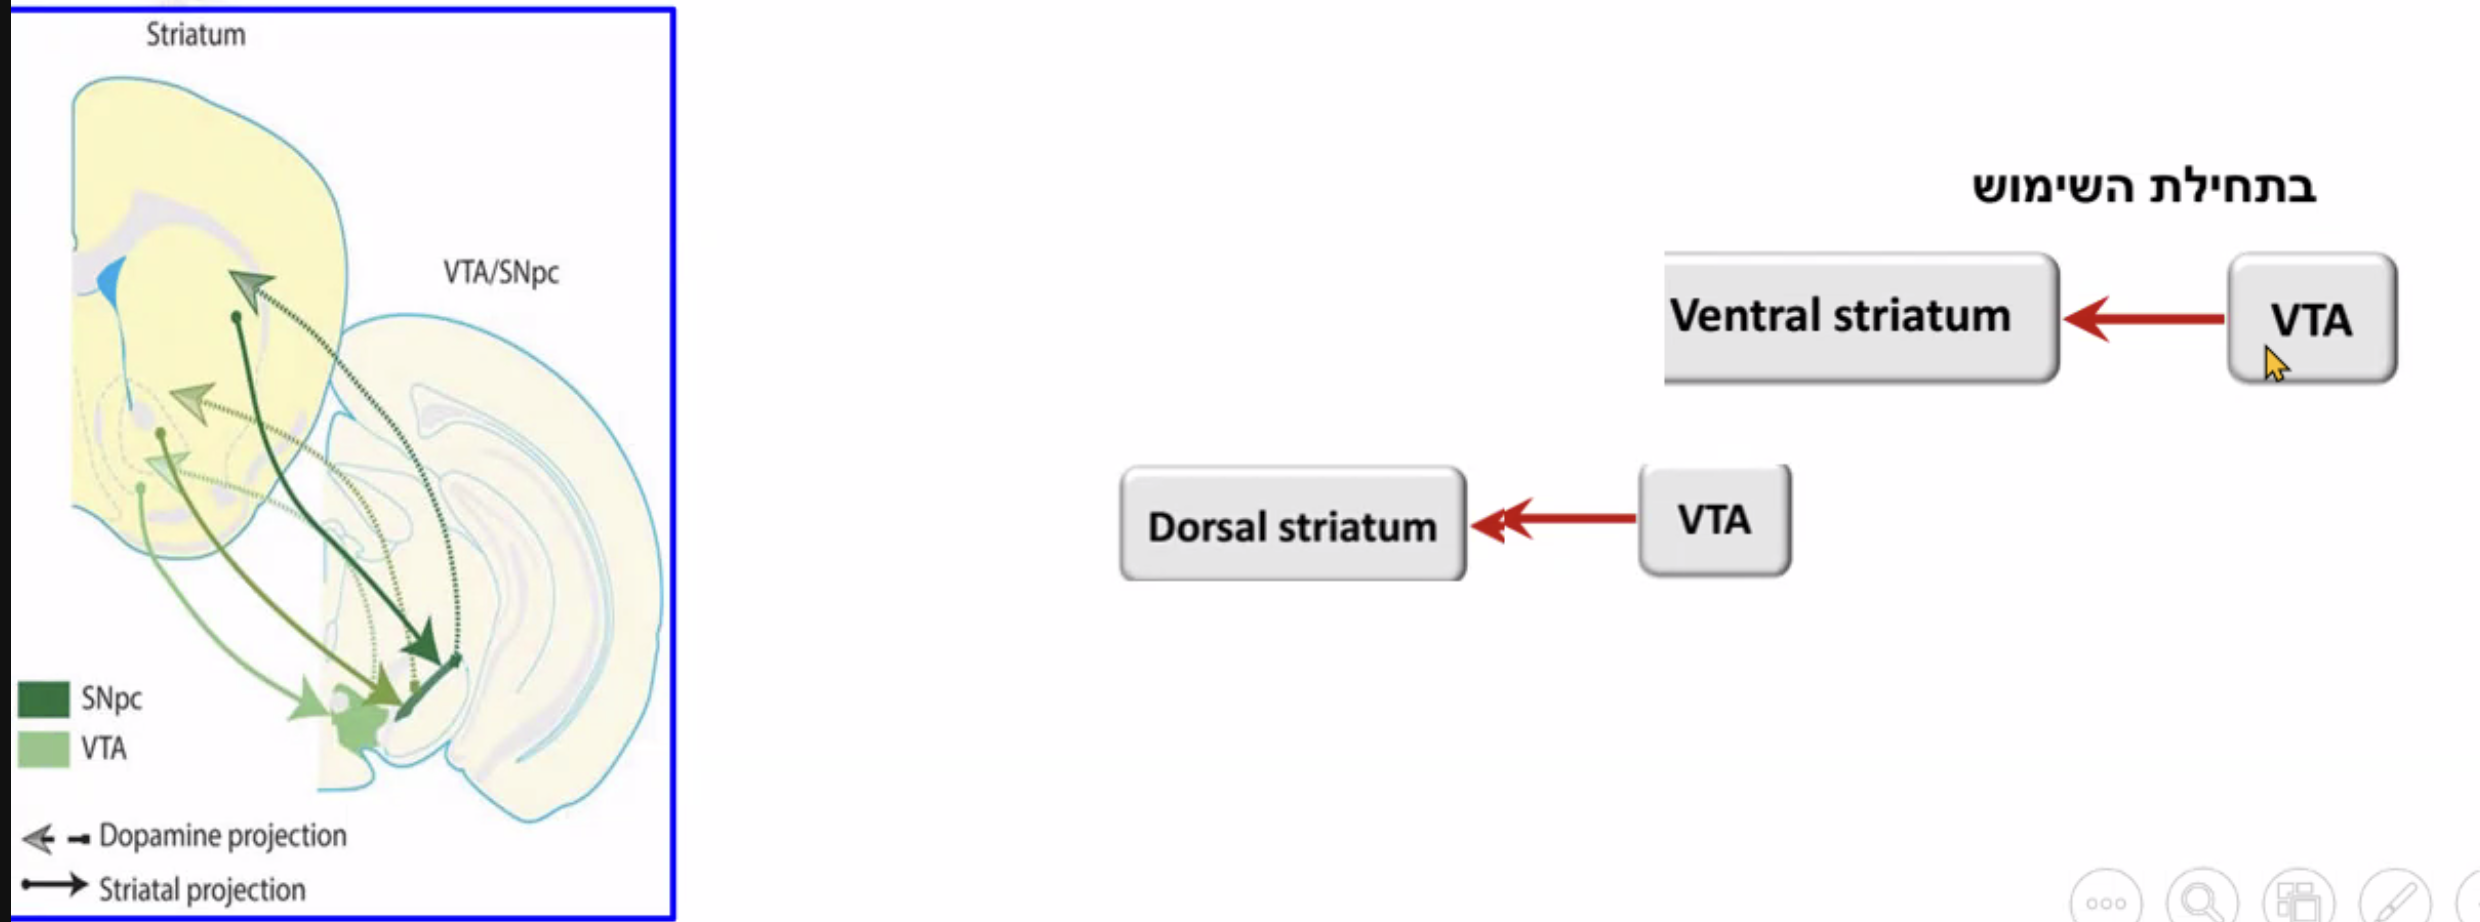 Striatum
VTA/SNpc
SNpc
VTA
Dopamine projection
Striatal projection
בתחילת השימוש
VTA
Ventral striatum
VTA
Dorsal striatum